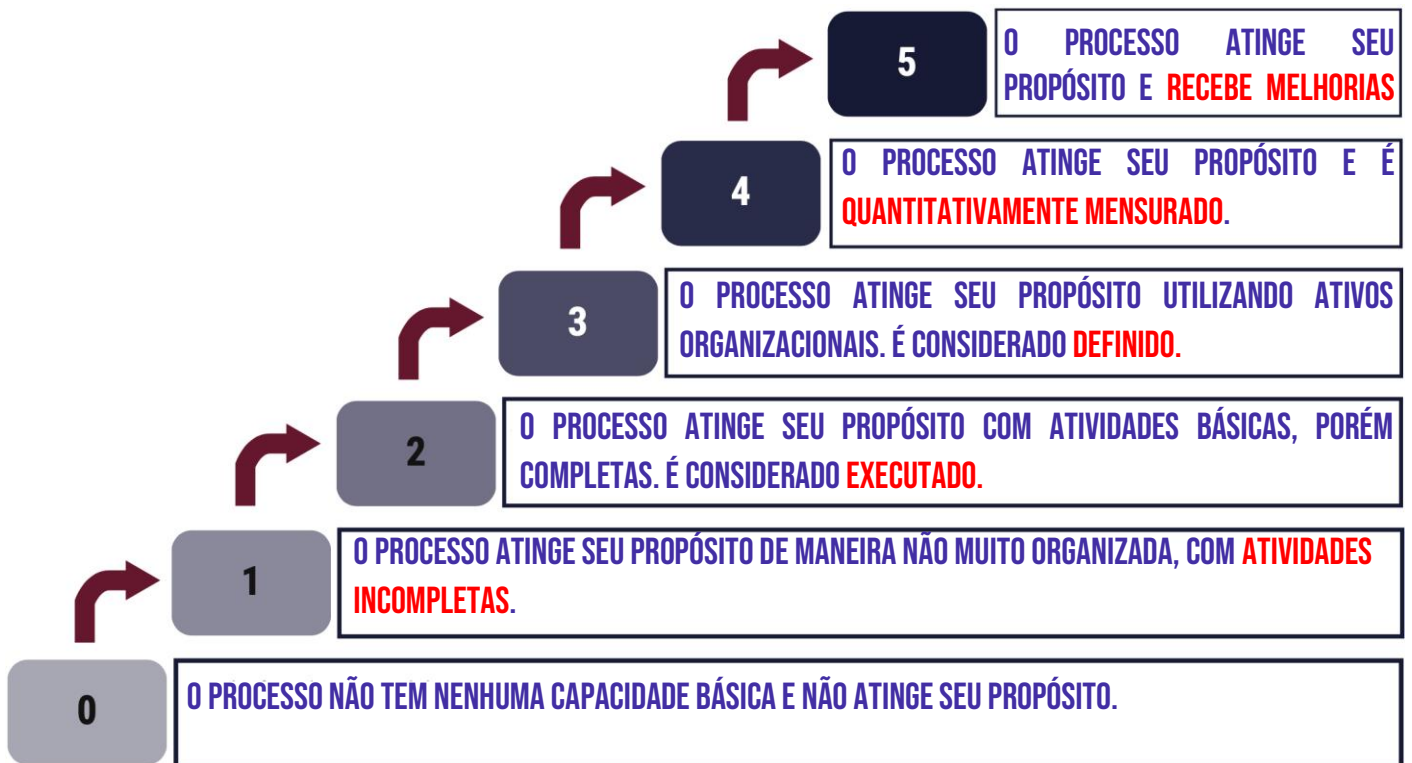 5
O PROCESSO ATINGE SEU
PROPÓSITO E RECEBE MELHORIAS
4
O PROCESSO ATINGE SEU PROPÓSITO E É
QUANTITATIVAMENTE MENSURADO.
3
O PROCESSO ATINGE SEU PROPÓSITO UTILIZANDO ATIVOS
ORGANIZACIONAIS. É CONSIDERADO DEFINIDO.
2
O PROCESSO ATINGE SEU PROPÓSITO COM ATIVIDADES BÁSICAS, PORÉM
COMPLETAS. É CONSIDERADO EXECUTADO.
1
O PROCESSO ATINGE SEU PROPÓSITO DE MANEIRA NÃO MUITO ORGANIZADA, COM ATIVIDADES
INCOMPLETAS.
0
O PROCESSO NÃO TEM NENHUMA CAPACIDADE BÁSICA E NÃO ATINGE SEU PROPÓSITO.